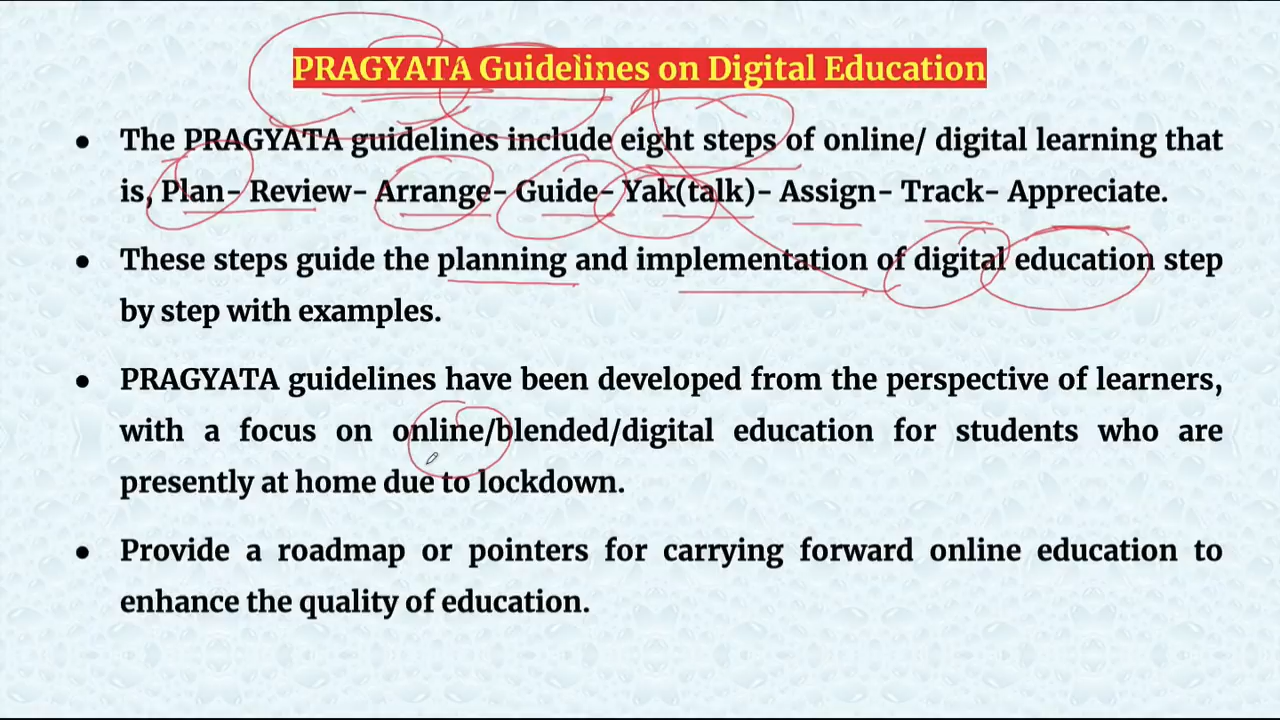 PRAGYATA Guidelines on Digital Education
● The PRAGYATA guidelines include eight steps of online/ digital learning that
is, Plan- Review- Arrange- Guide- Yak(talk)- Assign- Track- Appreciate.
● These steps guide the planning and implementation of digital education step
by step with examples.
● PRAGYATA guidelines have been developed from the perspective of learners,
with a focus on online/blended/digital education for students who are
presently at home due to lockdown.
● Provide a roadmap or pointers for carrying forward online education to
enhance the quality of education.